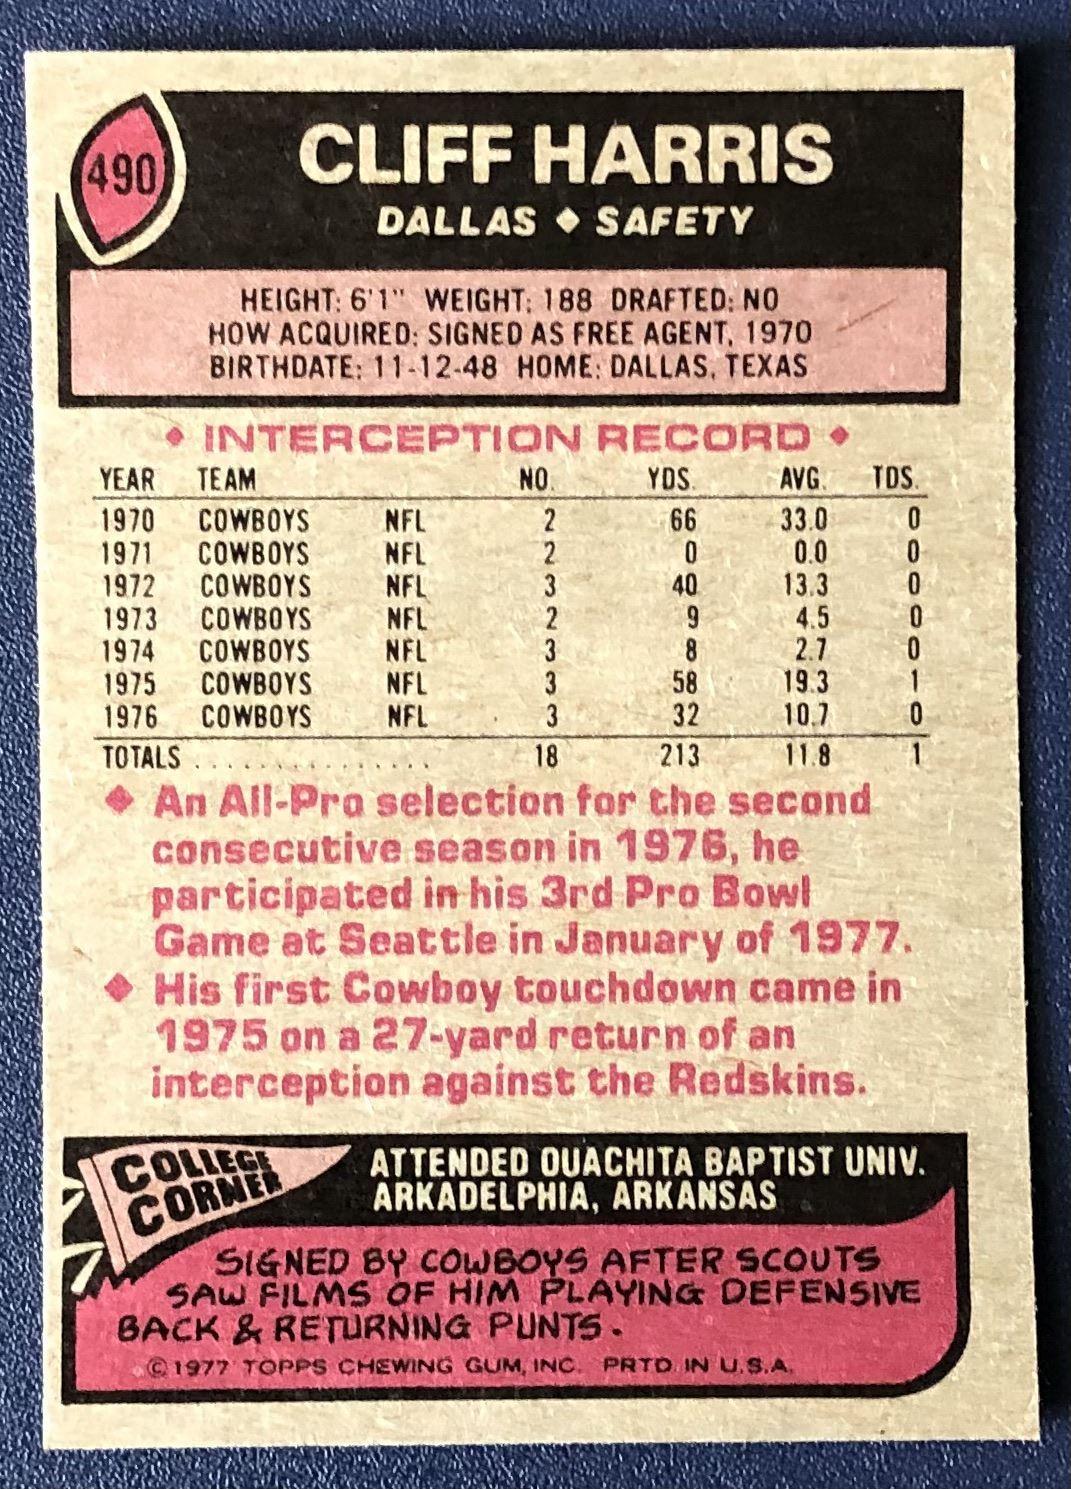 490
CLIFF HARRIS
DALLAS ◆ SAFETY
HEIGHT: 6'1" WEIGHT: 188 DRAFTED: NO
HOW ACQUIRED: SIGNED AS FREE AGENT, 1970
BIRTHDATE: 11-12-48 HOME: DALLAS, TEXAS
◆ INTERCEPTION RECORD ◆
YEAR TEAM NO. YDS. AVG. TDS.
1970 COWBOYS NFL 2 66 33.0 0
1971 COWBOYS NFL 2 0 0.0 0
1972 COWBOYS NFL 3 40 13.3 0
1973 COWBOYS NFL 2 9 4.5 0
1974 COWBOYS NFL 3 8 2.7 0
1975 COWBOYS NFL 3 58 19.3 1
1976 COWBOYS NFL 3 32 10.7 0
TOTALS . . . . . . . . . . . . . . . 18 213 11.8 1
◆ An All-Pro selection for the second
consecutive season in 1976, he
participated in his 3rd Pro Bowl
Game at Seattle in January of 1977.
◆ His first Cowboy touchdown came in
1975 on a 27-yard return of an
interception against the Redskins.
COLLEGE
CORNER
ATTENDED OUACHITA BAPTIST UNIV.
ARKADELPHIA, ARKANSAS
SIGNED BY COWBOYS AFTER SCOUTS
SAW FILMS OF HIM PLAYING DEFENSIVE
BACK & RETURNING PUNTS.
© 1977 TOPPS CHEWING GUM, INC. PRTD. IN U.S.A.